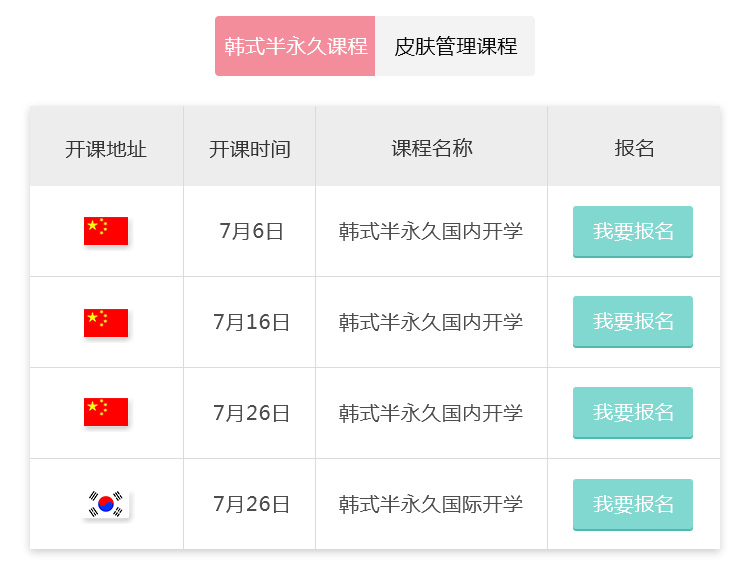 韩式半永久课程 皮肤管理课程
开课地址 开课时间 课程名称 报名
7月6日 韩式半永久国内开学 我要报名
7月16日 韩式半永久国内开学 我要报名
7月26日 韩式半永久国内开学 我要报名
7月26日 韩式半永久国际开学 我要报名